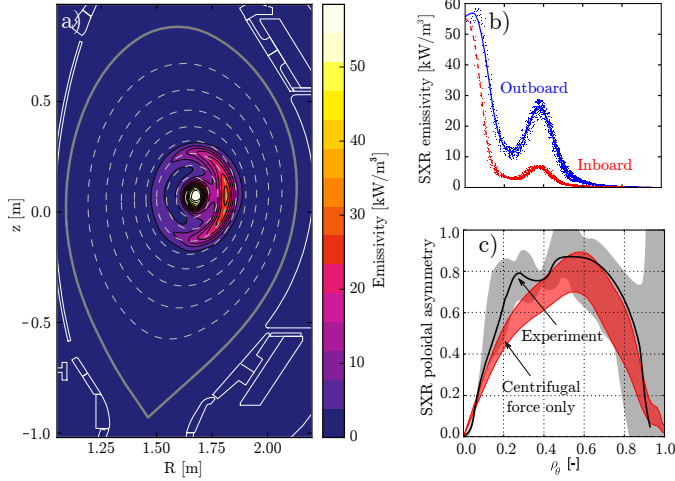 a)
0.5
0.0
−0.5
−1.0
z [m]
1.25
1.50
1.75
2.00
R [m]
50
40
30
20
10
0
Emissivity [kW/m³]
b)
60
50
40
30
20
10
0
SXR emissivity [kW/m³]
Outboard
Inboard
c)
1.0
0.8
0.6
0.4
0.2
0.0
SXR poloidal asymmetry
Experiment
Centrifugal
force only
0.0
0.2
0.4
0.6
0.8
1.0
ρ_θ [-]